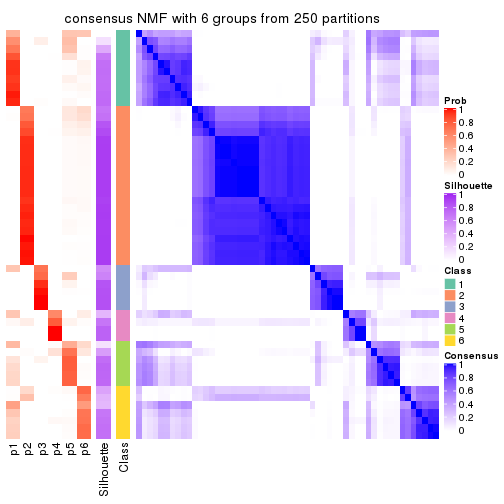 consensus NMF with 6 groups from 250 partitions
Prob
1
0.8
0.6
0.4
0.2
0
Silhouette
1
0.8
0.6
0.4
0.2
0
Class
1
2
3
4
5
6
Consensus
1
0.8
0.6
0.4
0.2
0
p1
p2
p3
p4
p5
p6
Silhouette
Class